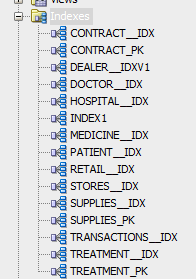 Views
Indexes
CONTRACT__IDX
CONTRACT_PK
DEALER__IDXV1
DOCTOR__IDX
HOSPITAL__IDX
INDEX1
MEDICINE__IDX
PATIENT__IDX
RETAIL__IDX
STORES__IDX
SUPPLIES__IDX
SUPPLIES_PK
TRANSACTIONS__IDX
TREATMENT__IDX
TREATMENT_PK